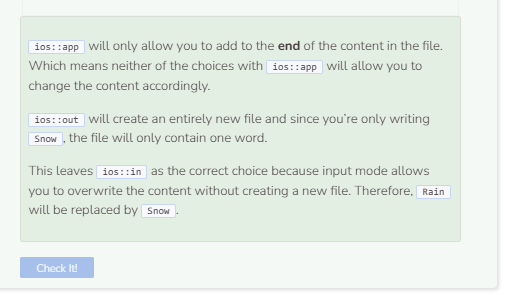 ios::app will only allow you to add to the end of the content in the file.
Which means neither of the choices with ios::app will allow you to
change the content accordingly.
ios::out will create an entirely new file and since you're only writing
Snow, the file will only contain one word.
This leaves ios::in as the correct choice because input mode allows
you to overwrite the content without creating a new file. Therefore, Rain
will be replaced by Snow.
Check It!